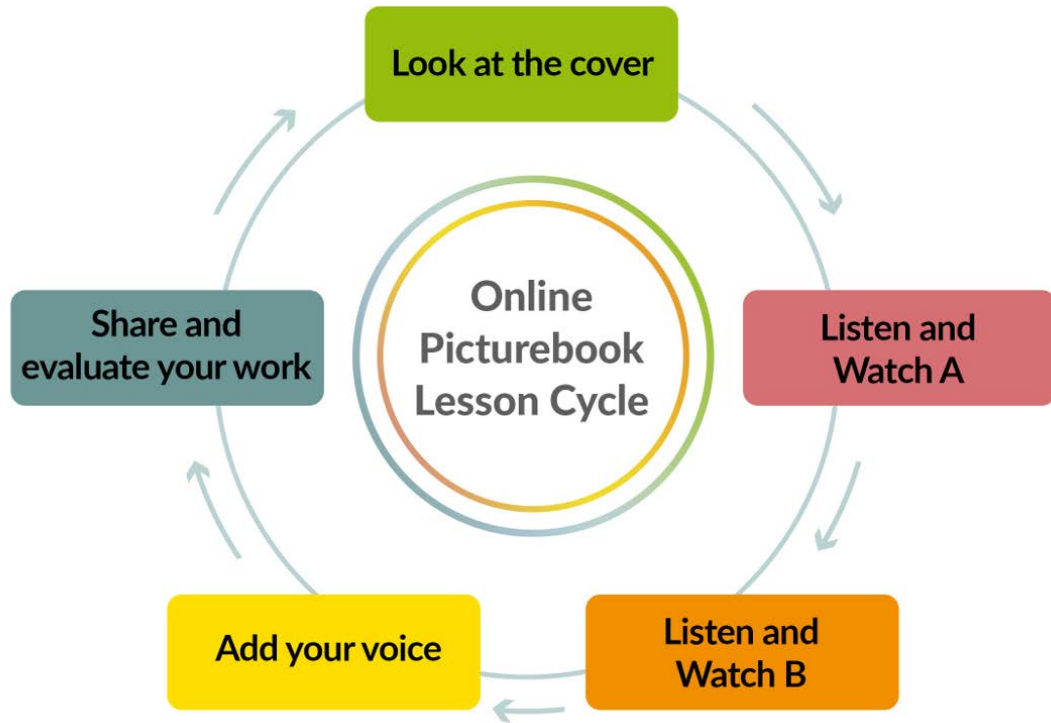 Look at the cover
Online
Picturebook
Lesson Cycle
Listen and
Watch A
Listen and
Watch B
Add your voice
Share and
evaluate your work